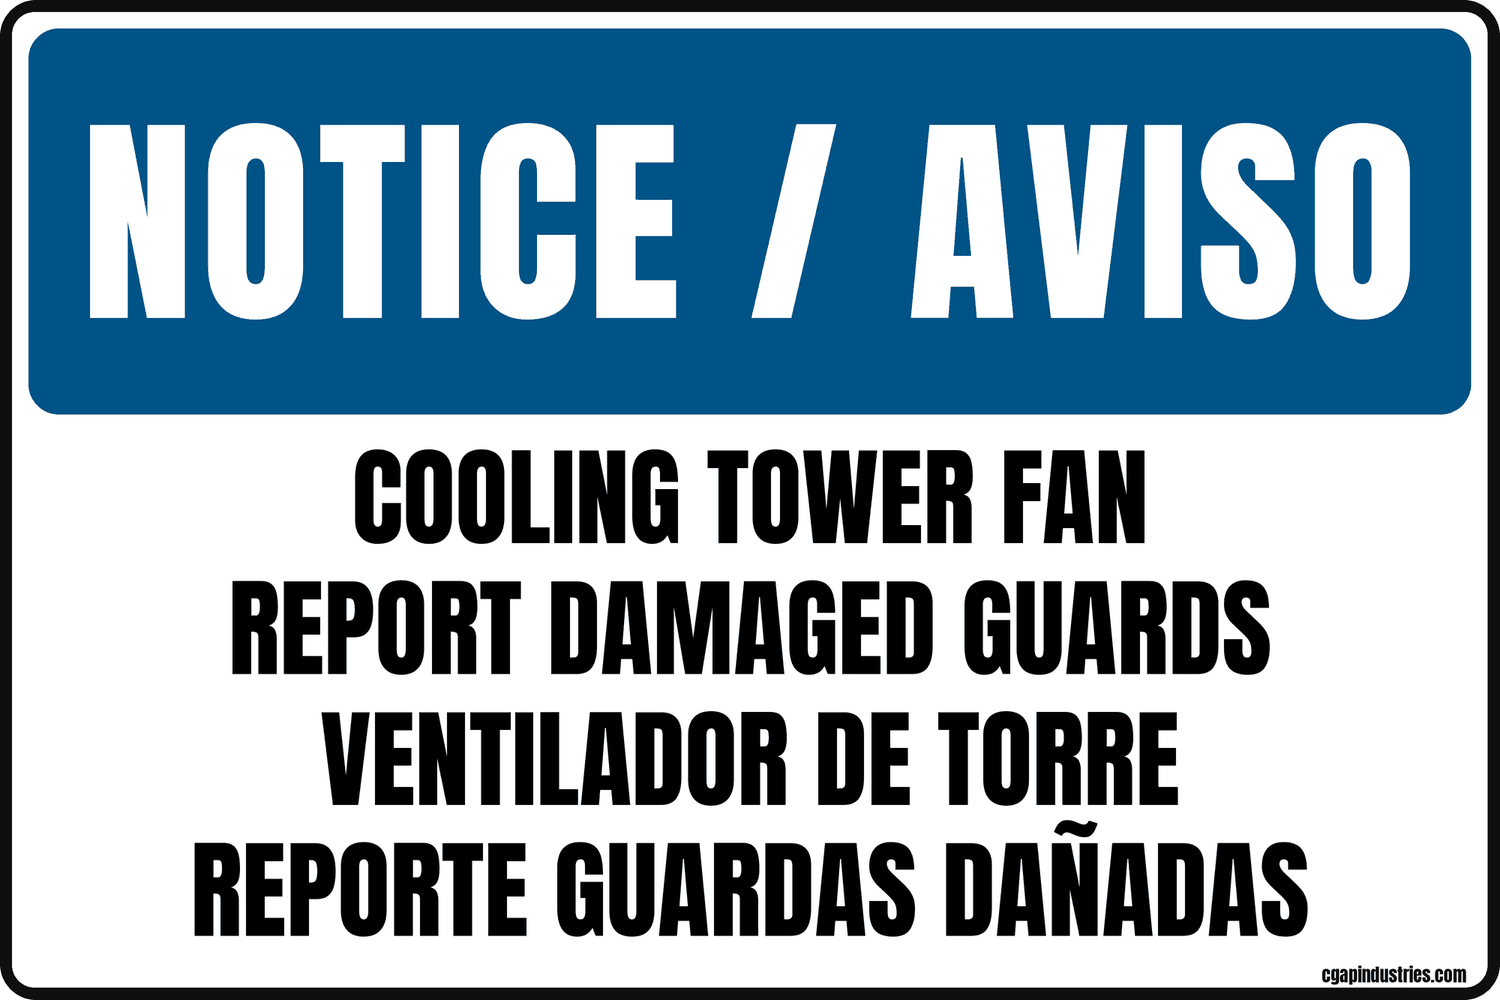 NOTICE / AVISO
COOLING TOWER FAN
REPORT DAMAGED GUARDS
VENTILADOR DE TORRE
REPORTE GUARDAS DAÑADAS
cgapindustries.com